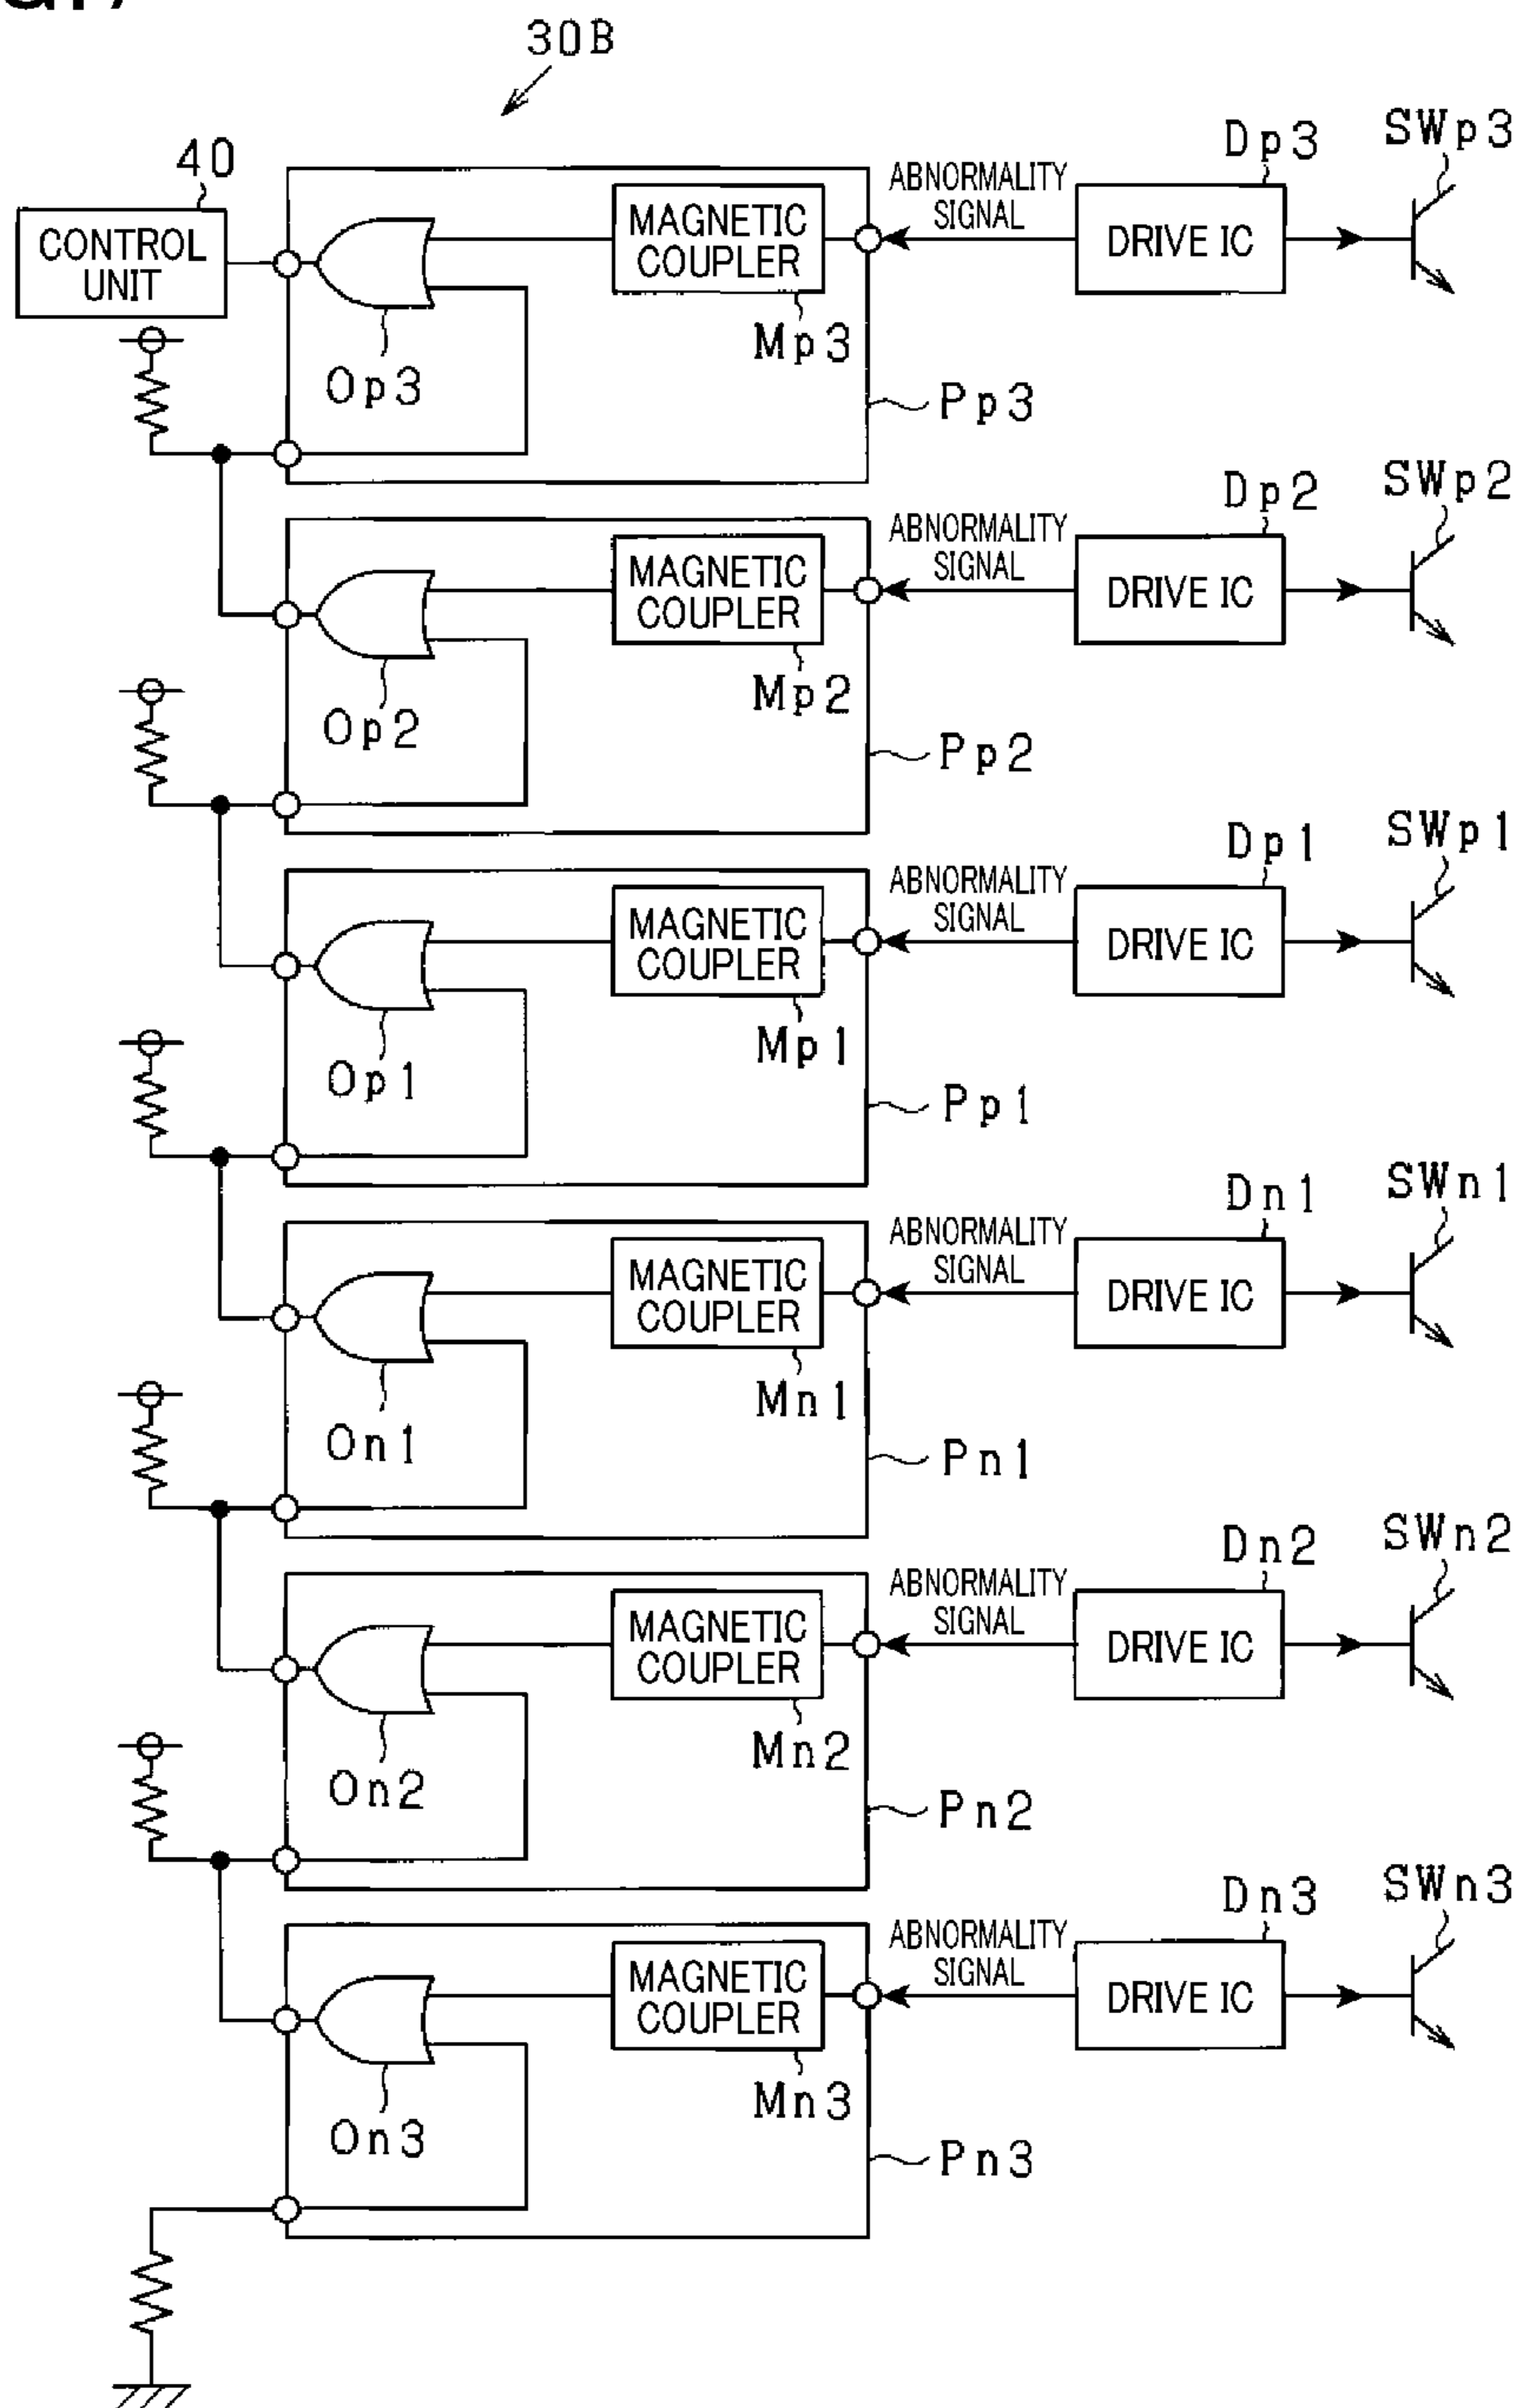 30B
40
CONTROL
UNIT
MAGNETIC
COUPLER
ABNORMALITY
SIGNAL
Dp3
DRIVE IC
SWp3
Op3
Mp3
Pp3
MAGNETIC
COUPLER
ABNORMALITY
SIGNAL
Dp2
DRIVE IC
SWp2
Op2
Mp2
Pp2
MAGNETIC
COUPLER
ABNORMALITY
SIGNAL
Dp1
DRIVE IC
SWp1
Op1
Mp1
Pp1
MAGNETIC
COUPLER
ABNORMALITY
SIGNAL
Dn1
DRIVE IC
SWn1
On1
Mn1
Pn1
MAGNETIC
COUPLER
ABNORMALITY
SIGNAL
Dn2
DRIVE IC
SWn2
On2
Mn2
Pn2
MAGNETIC
COUPLER
ABNORMALITY
SIGNAL
Dn3
DRIVE IC
SWn3
On3
Mn3
Pn3